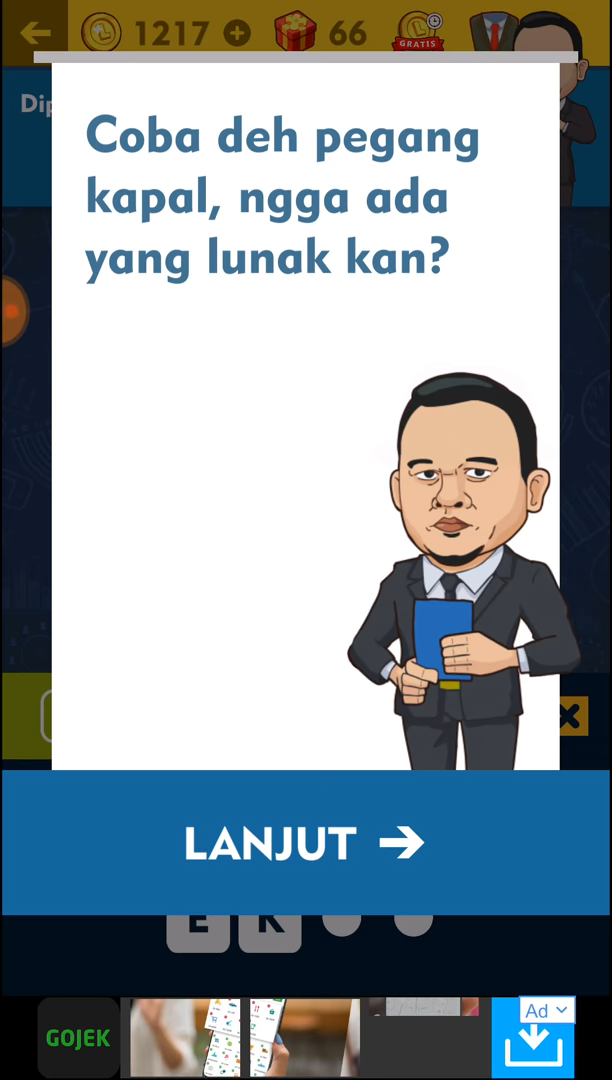 1217
66
GRATIS
Coba deh pegang
kapal, ngga ada
yang lunak kan?
LANJUT
E K
GOJEK
Ad